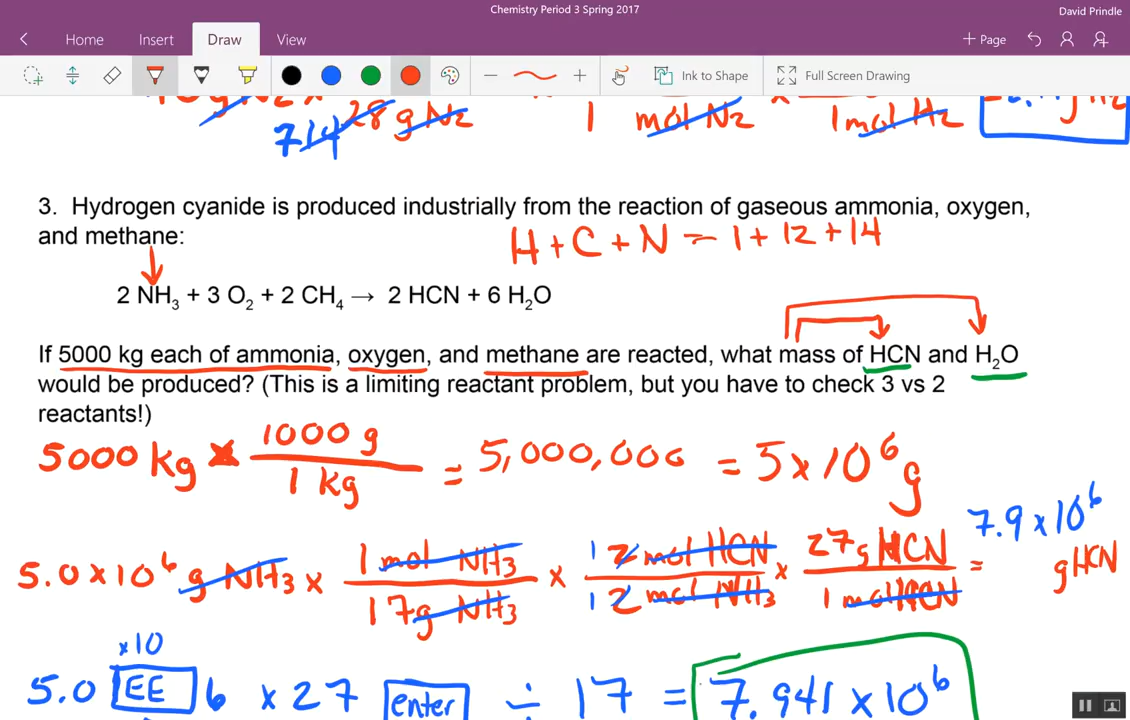 Chemistry Period 3 Spring 2017
David Prindle
Home Insert Draw View + Page
Ink to Shape Full Screen Drawing
714 28 g N2 1 mol N2 1 mol H2
3. Hydrogen cyanide is produced industrially from the reaction of gaseous ammonia, oxygen,
and methane:
H + C + N = 1 + 12 + 14
2 NH3 + 3 O2 + 2 CH4 → 2 HCN + 6 H2O
If 5000 kg each of ammonia, oxygen, and methane are reacted, what mass of HCN and H2O
would be produced? (This is a limiting reactant problem, but you have to check 3 vs 2
reactants!)
5000 kg x 1000 g / 1 kg = 5,000,000 = 5 x 10^6 g
7.9 x 10^6
5.0 x 10^6 g NH3 x 1 mol NH3 / 17 g NH3 x 1 2 mol HCN / 1 2 mol NH3 x 27 g HCN / 1 mol HCN = g HCN
x10
5.0 EE 6 x 27 enter ÷ 17 = 7.941 x 10^6